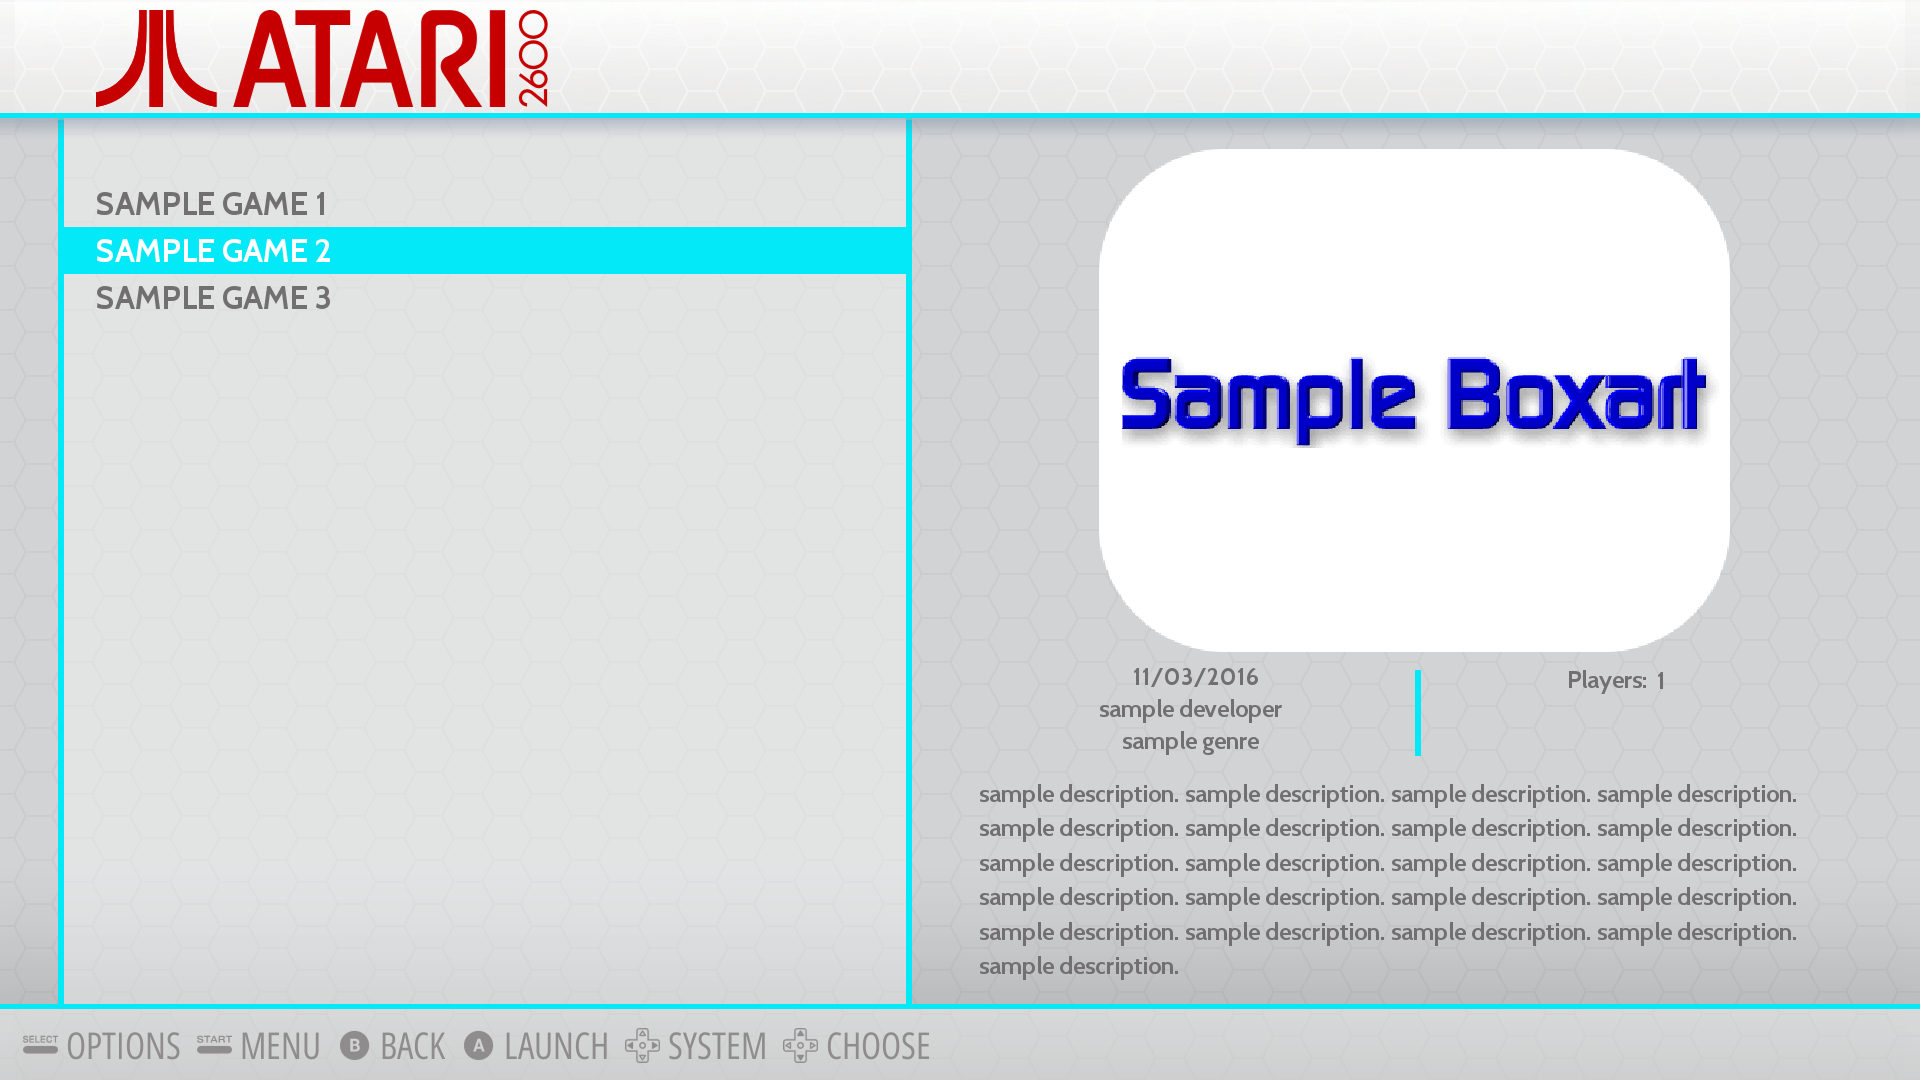 ATARI 2600
SAMPLE GAME 1
SAMPLE GAME 2
SAMPLE GAME 3
Sample Boxart
11/03/2016
Players: 1
sample developer
sample genre
sample description. sample description. sample description. sample description.
sample description. sample description. sample description. sample description.
sample description. sample description. sample description. sample description.
sample description. sample description. sample description. sample description.
sample description. sample description. sample description. sample description.
sample description.
SELECT OPTIONS START MENU B BACK A LAUNCH SYSTEM CHOOSE